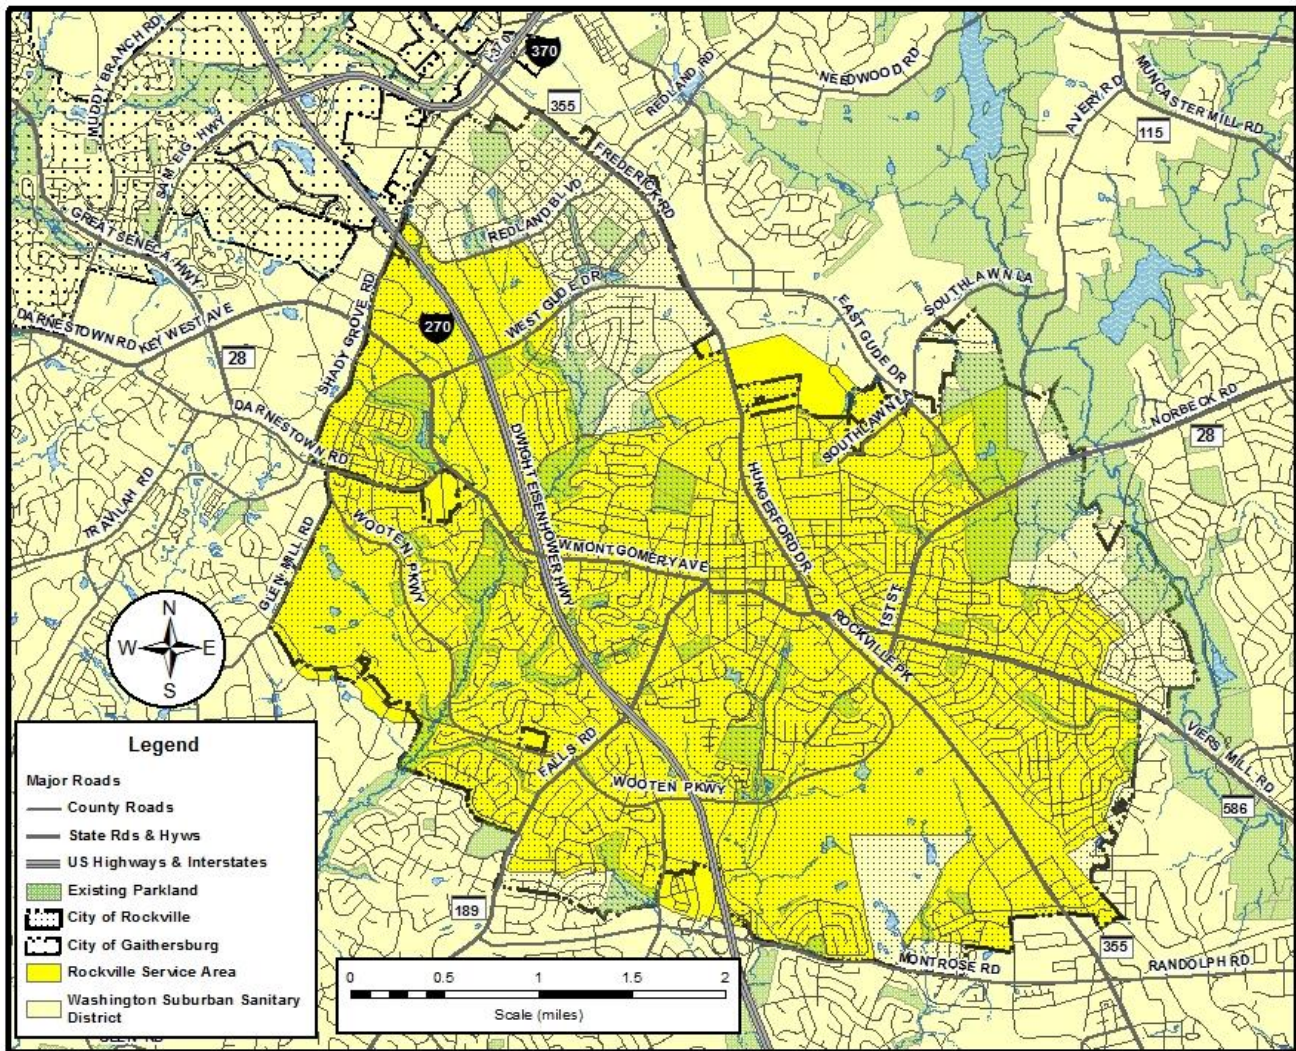 MUDDY BRANCH RD
I-370
370
355
REDLAND RD
NEEDWOOD RD
AVERY RD
MUNCASTER MILL RD
115
SAM EIG HWY
FREDERICK RD
GREAT SENECA HWY
REDLAND BLVD
DARNESTOWN RD
KEY WEST AVE
28
SHADY GROVE RD
270
WEST GUDE DR
EAST GUDE DR
SOUTHLAWN LA
DARNESTOWN RD
SOUTHLAWN LA
NORBECK RD
28
TRAVILAH RD
DWIGHT EISENHOWER HWY
HUNGERFORD DR
GLEN MILL RD
WOOTEN PKWY
W MONTGOMERY AVE
1ST ST
ROCKVILLE PK
N
W
E
S
VIERS MILL RD
586
FALLS RD
WOOTEN PKWY
189
355
MONTROSE RD
RANDOLPH RD
Legend
Major Roads
County Roads
State Rds & Hyws
US Highways & Interstates
Existing Parkland
City of Rockville
City of Gaithersburg
Rockville Service Area
Washington Suburban Sanitary
District
0 0.5 1 1.5 2
Scale (miles)